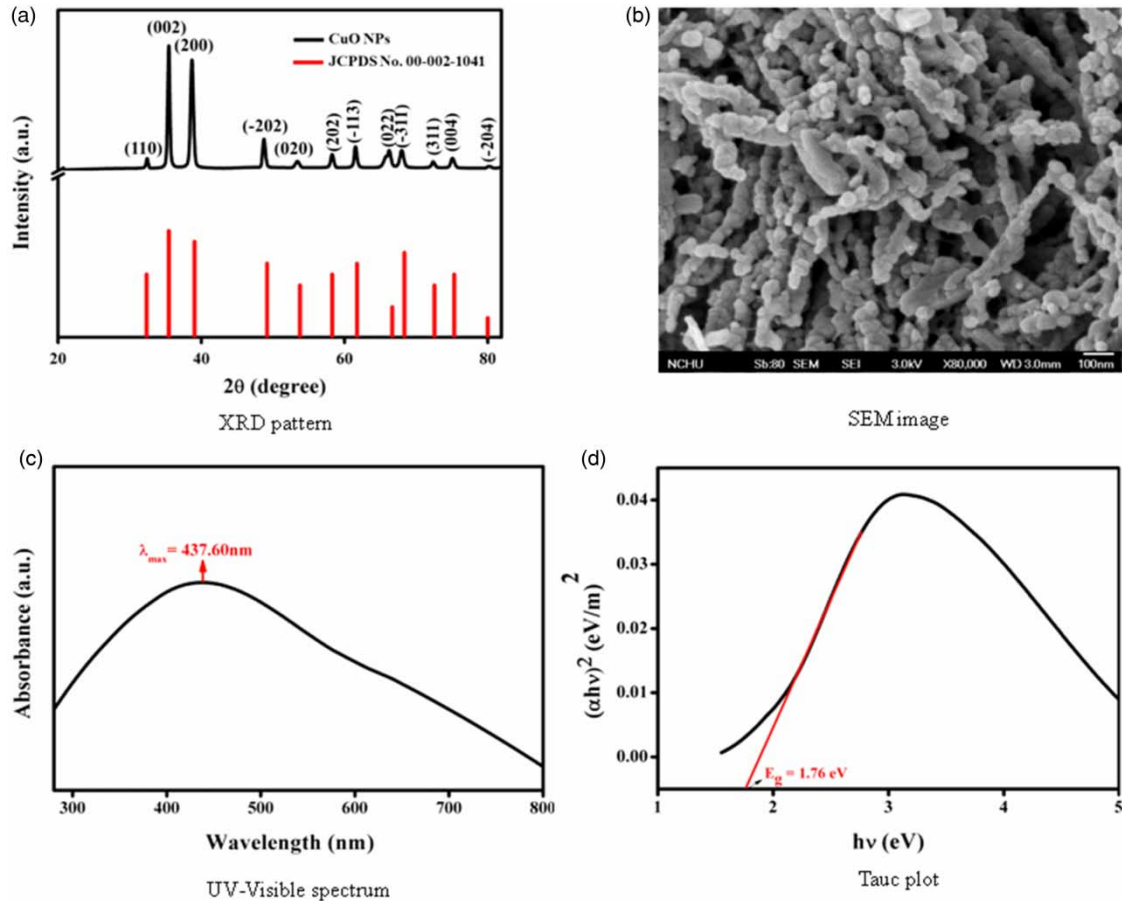 (a)
(002)
(200)
(110)
(-202)
(020)
(202)
(-113)
(022)
(-311)
(311)
(004)
(-204)
CuO NPs
JCPDS No. 00-002-1041
Intensity (a.u.)
20 40 60 80
2θ (degree)
XRD pattern
(b)
NCHU Sb:80 SEM SEI 3.0kV X80,000 WD 3.0mm 100nm
SEM image
(c)
λmax = 437.60nm
Absorbance (a.u.)
300 400 500 600 700 800
Wavelength (nm)
UV-Visible spectrum
(d)
0.04
0.03
0.02
0.01
0.00
(αhν)² (eV/m)²
Eg = 1.76 eV
1 2 3 4 5
hν (eV)
Tauc plot